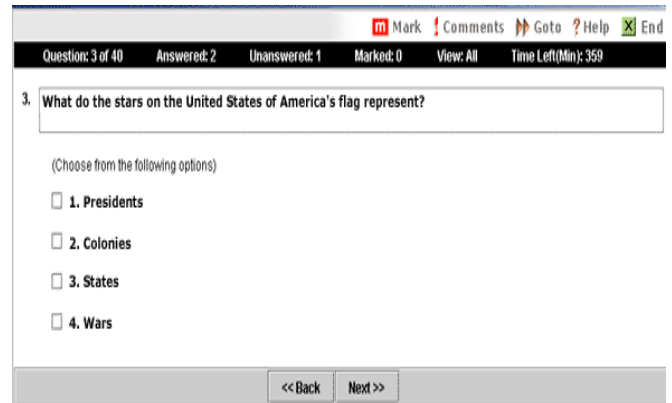 m Mark ! Comments Goto ? Help X End
Question: 3 of 40 Answered: 2 Unanswered: 1 Marked: 0 View: All Time Left(Min): 359
3. What do the stars on the United States of America's flag represent?
(Choose from the following options)
1. Presidents
2. Colonies
3. States
4. Wars
<< Back Next >>